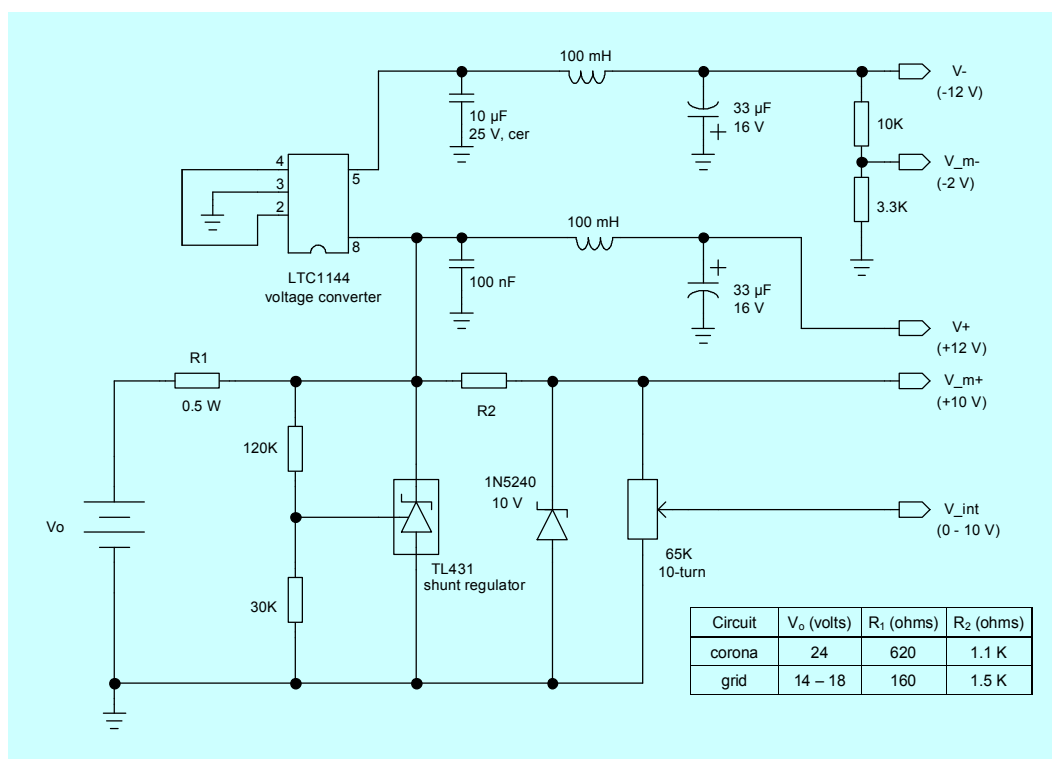 100 mH
V-
(-12 V)
10 µF
25 V, cer
33 µF
16 V
10K
V_m-
(-2 V)
3.3K
4
3
2
5
8
LTC1144
voltage converter
100 mH
100 nF
33 µF
16 V
V+
(+12 V)
R1
0.5 W
R2
V_m+
(+10 V)
120K
1N5240
10 V
Vo
TL431
shunt regulator
65K
10-turn
V_int
(0 - 10 V)
30K
Circuit Vo (volts) R1 (ohms) R2 (ohms)
corona 24 620 1.1 K
grid 14 – 18 160 1.5 K